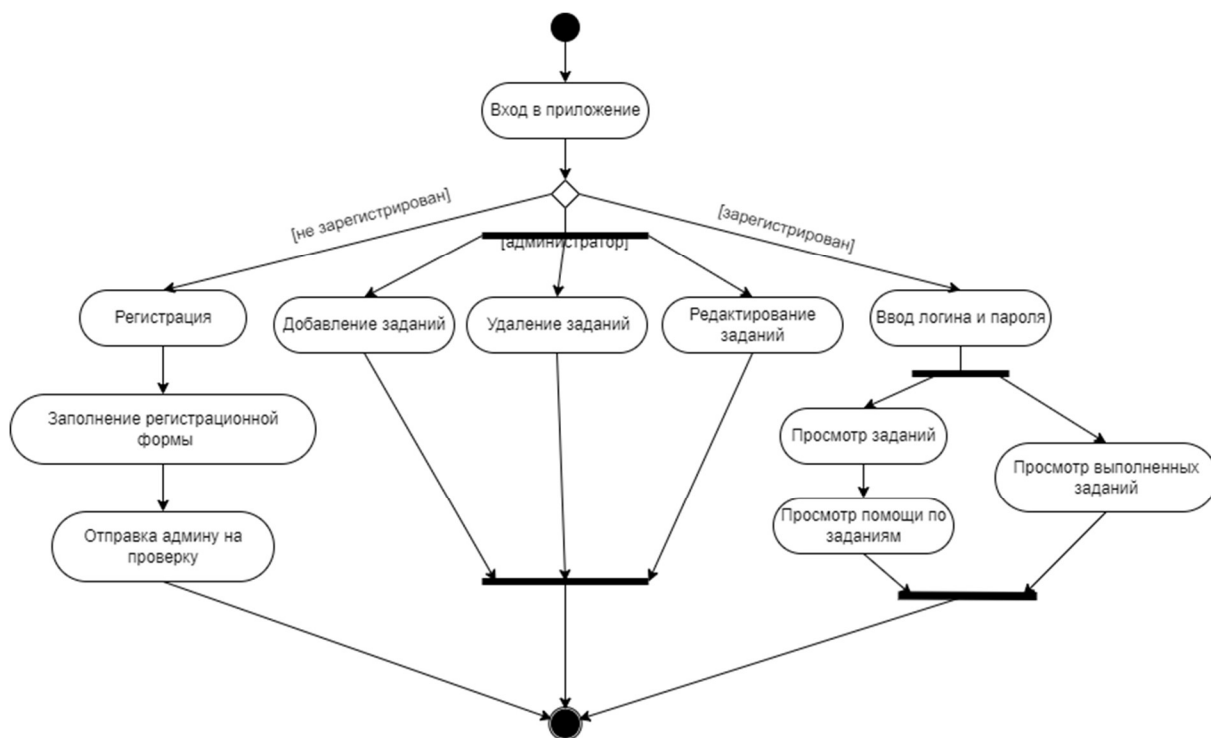 Вход в приложение
[не зарегистрирован]
[администратор]
[зарегистрирован]
Регистрация
Добавление заданий
Удаление заданий
Редактирование
заданий
Ввод логина и пароля
Заполнение регистрационной
формы
Просмотр заданий
Просмотр выполненных
заданий
Отправка админу на
проверку
Просмотр помощи по
заданиям